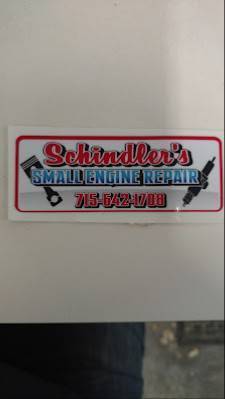 Schindler's
SMALL ENGINE REPAIR
715-642-1708